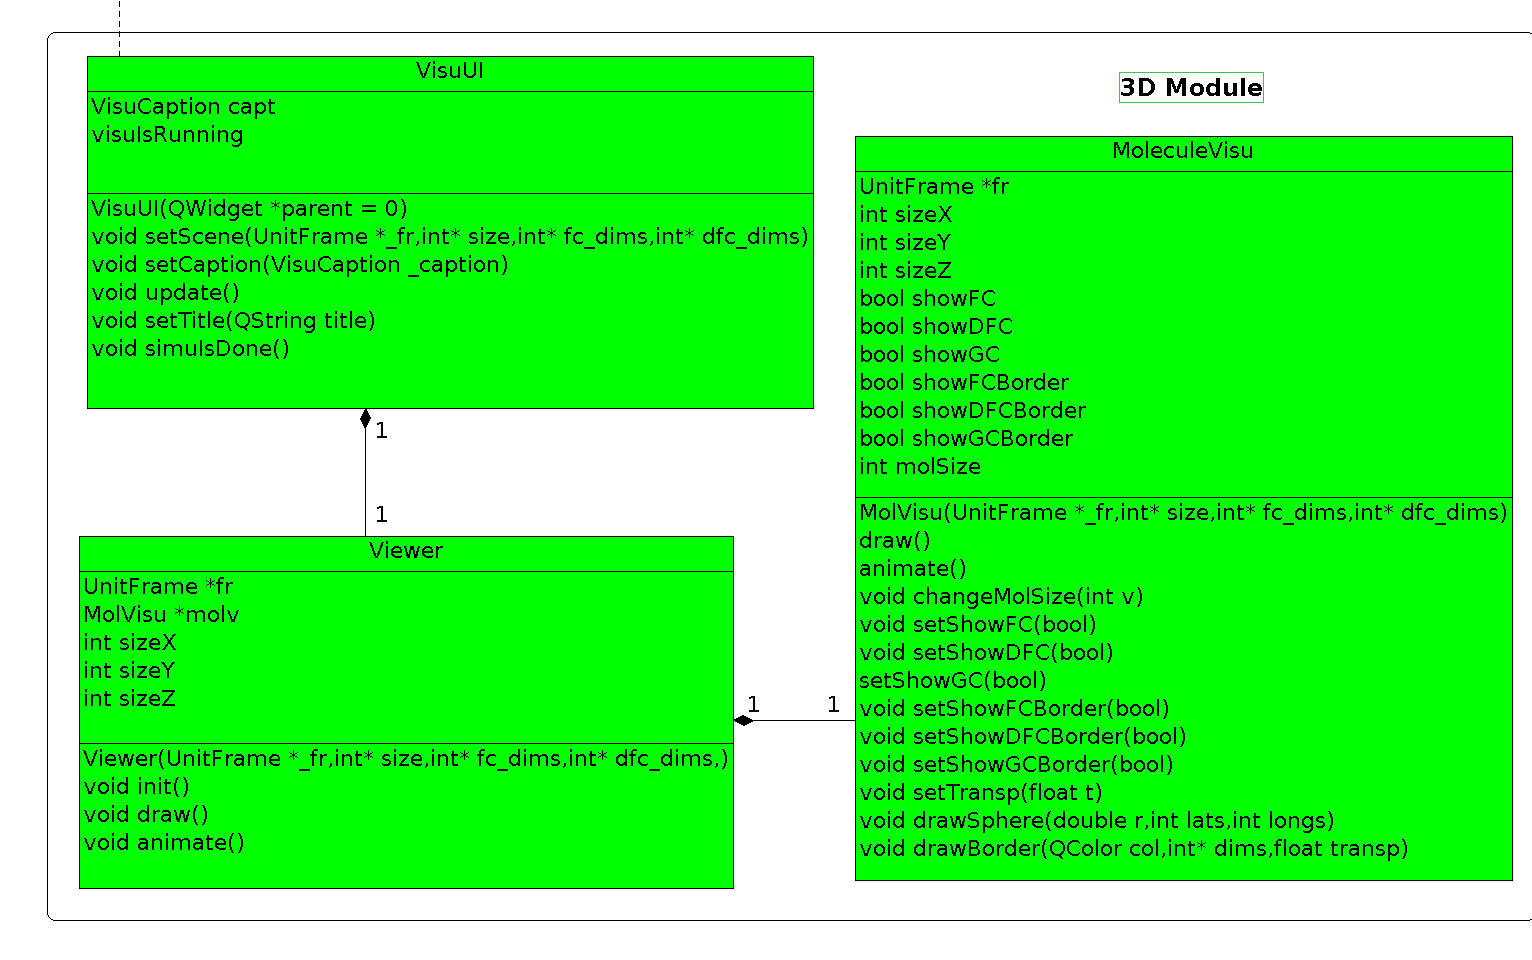 VisuUI
VisuCaption capt
visuIsRunning
VisuUI(QWidget *parent = 0)
void setScene(UnitFrame *_fr,int* size,int* fc_dims,int* dfc_dims)
void setCaption(VisuCaption _caption)
void update()
void setTitle(QString title)
void simuIsDone()
1
1
Viewer
UnitFrame *fr
MolVisu *molv
int sizeX
int sizeY
int sizeZ
Viewer(UnitFrame *_fr,int* size,int* fc_dims,int* dfc_dims,)
void init()
void draw()
void animate()
1 1
3D Module
MoleculeVisu
UnitFrame *fr
int sizeX
int sizeY
int sizeZ
bool showFC
bool showDFC
bool showGC
bool showFCBorder
bool showDFCBorder
bool showGCBorder
int molSize
MolVisu(UnitFrame *_fr,int* size,int* fc_dims,int* dfc_dims)
draw()
animate()
void changeMolSize(int v)
void setShowFC(bool)
void setShowDFC(bool)
setShowGC(bool)
void setShowFCBorder(bool)
void setShowDFCBorder(bool)
void setShowGCBorder(bool)
void setTransp(float t)
void drawSphere(double r,int lats,int longs)
void drawBorder(QColor col,int* dims,float transp)